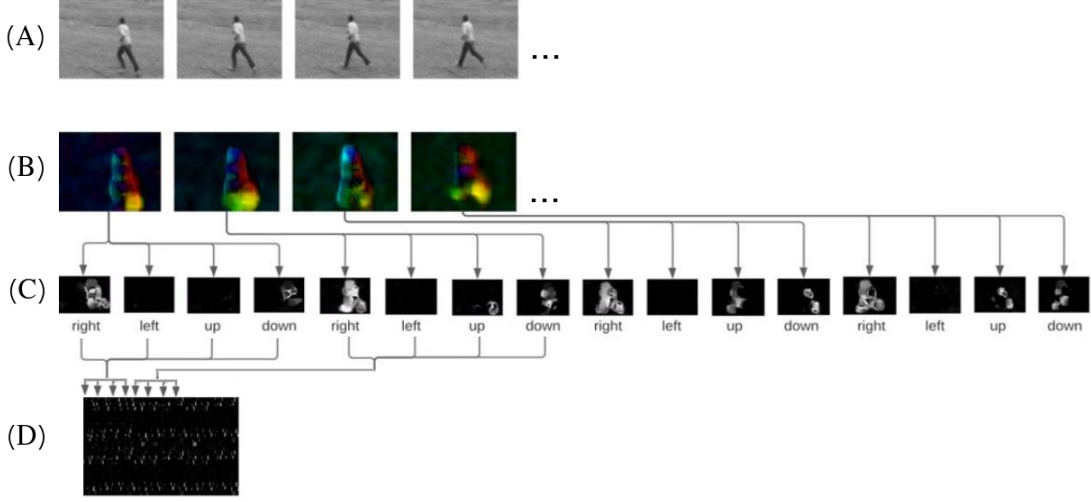 (A)
...
(B)
...
(C)
right left up down right left up down right left up down right left up down
(D)